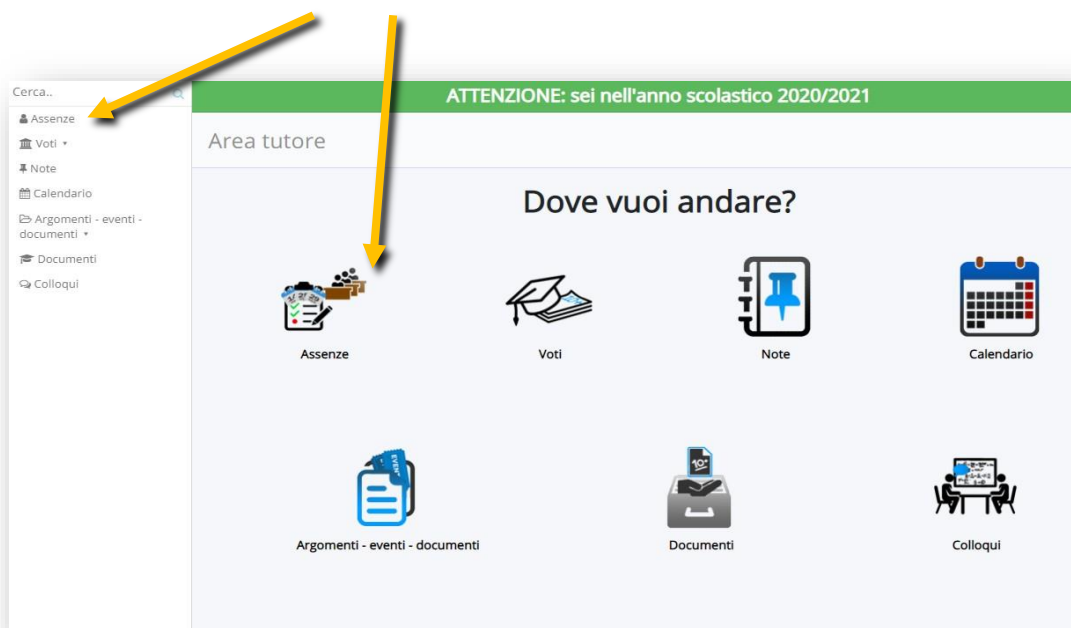 Cerca..
Assenze
Voti
Note
Calendario
Argomenti - eventi -
documenti
Documenti
Colloqui
ATTENZIONE: sei nell'anno scolastico 2020/2021
Area tutore
Dove vuoi andare?
Assenze
Voti
Note
Calendario
Argomenti - eventi - documenti
Documenti
Colloqui